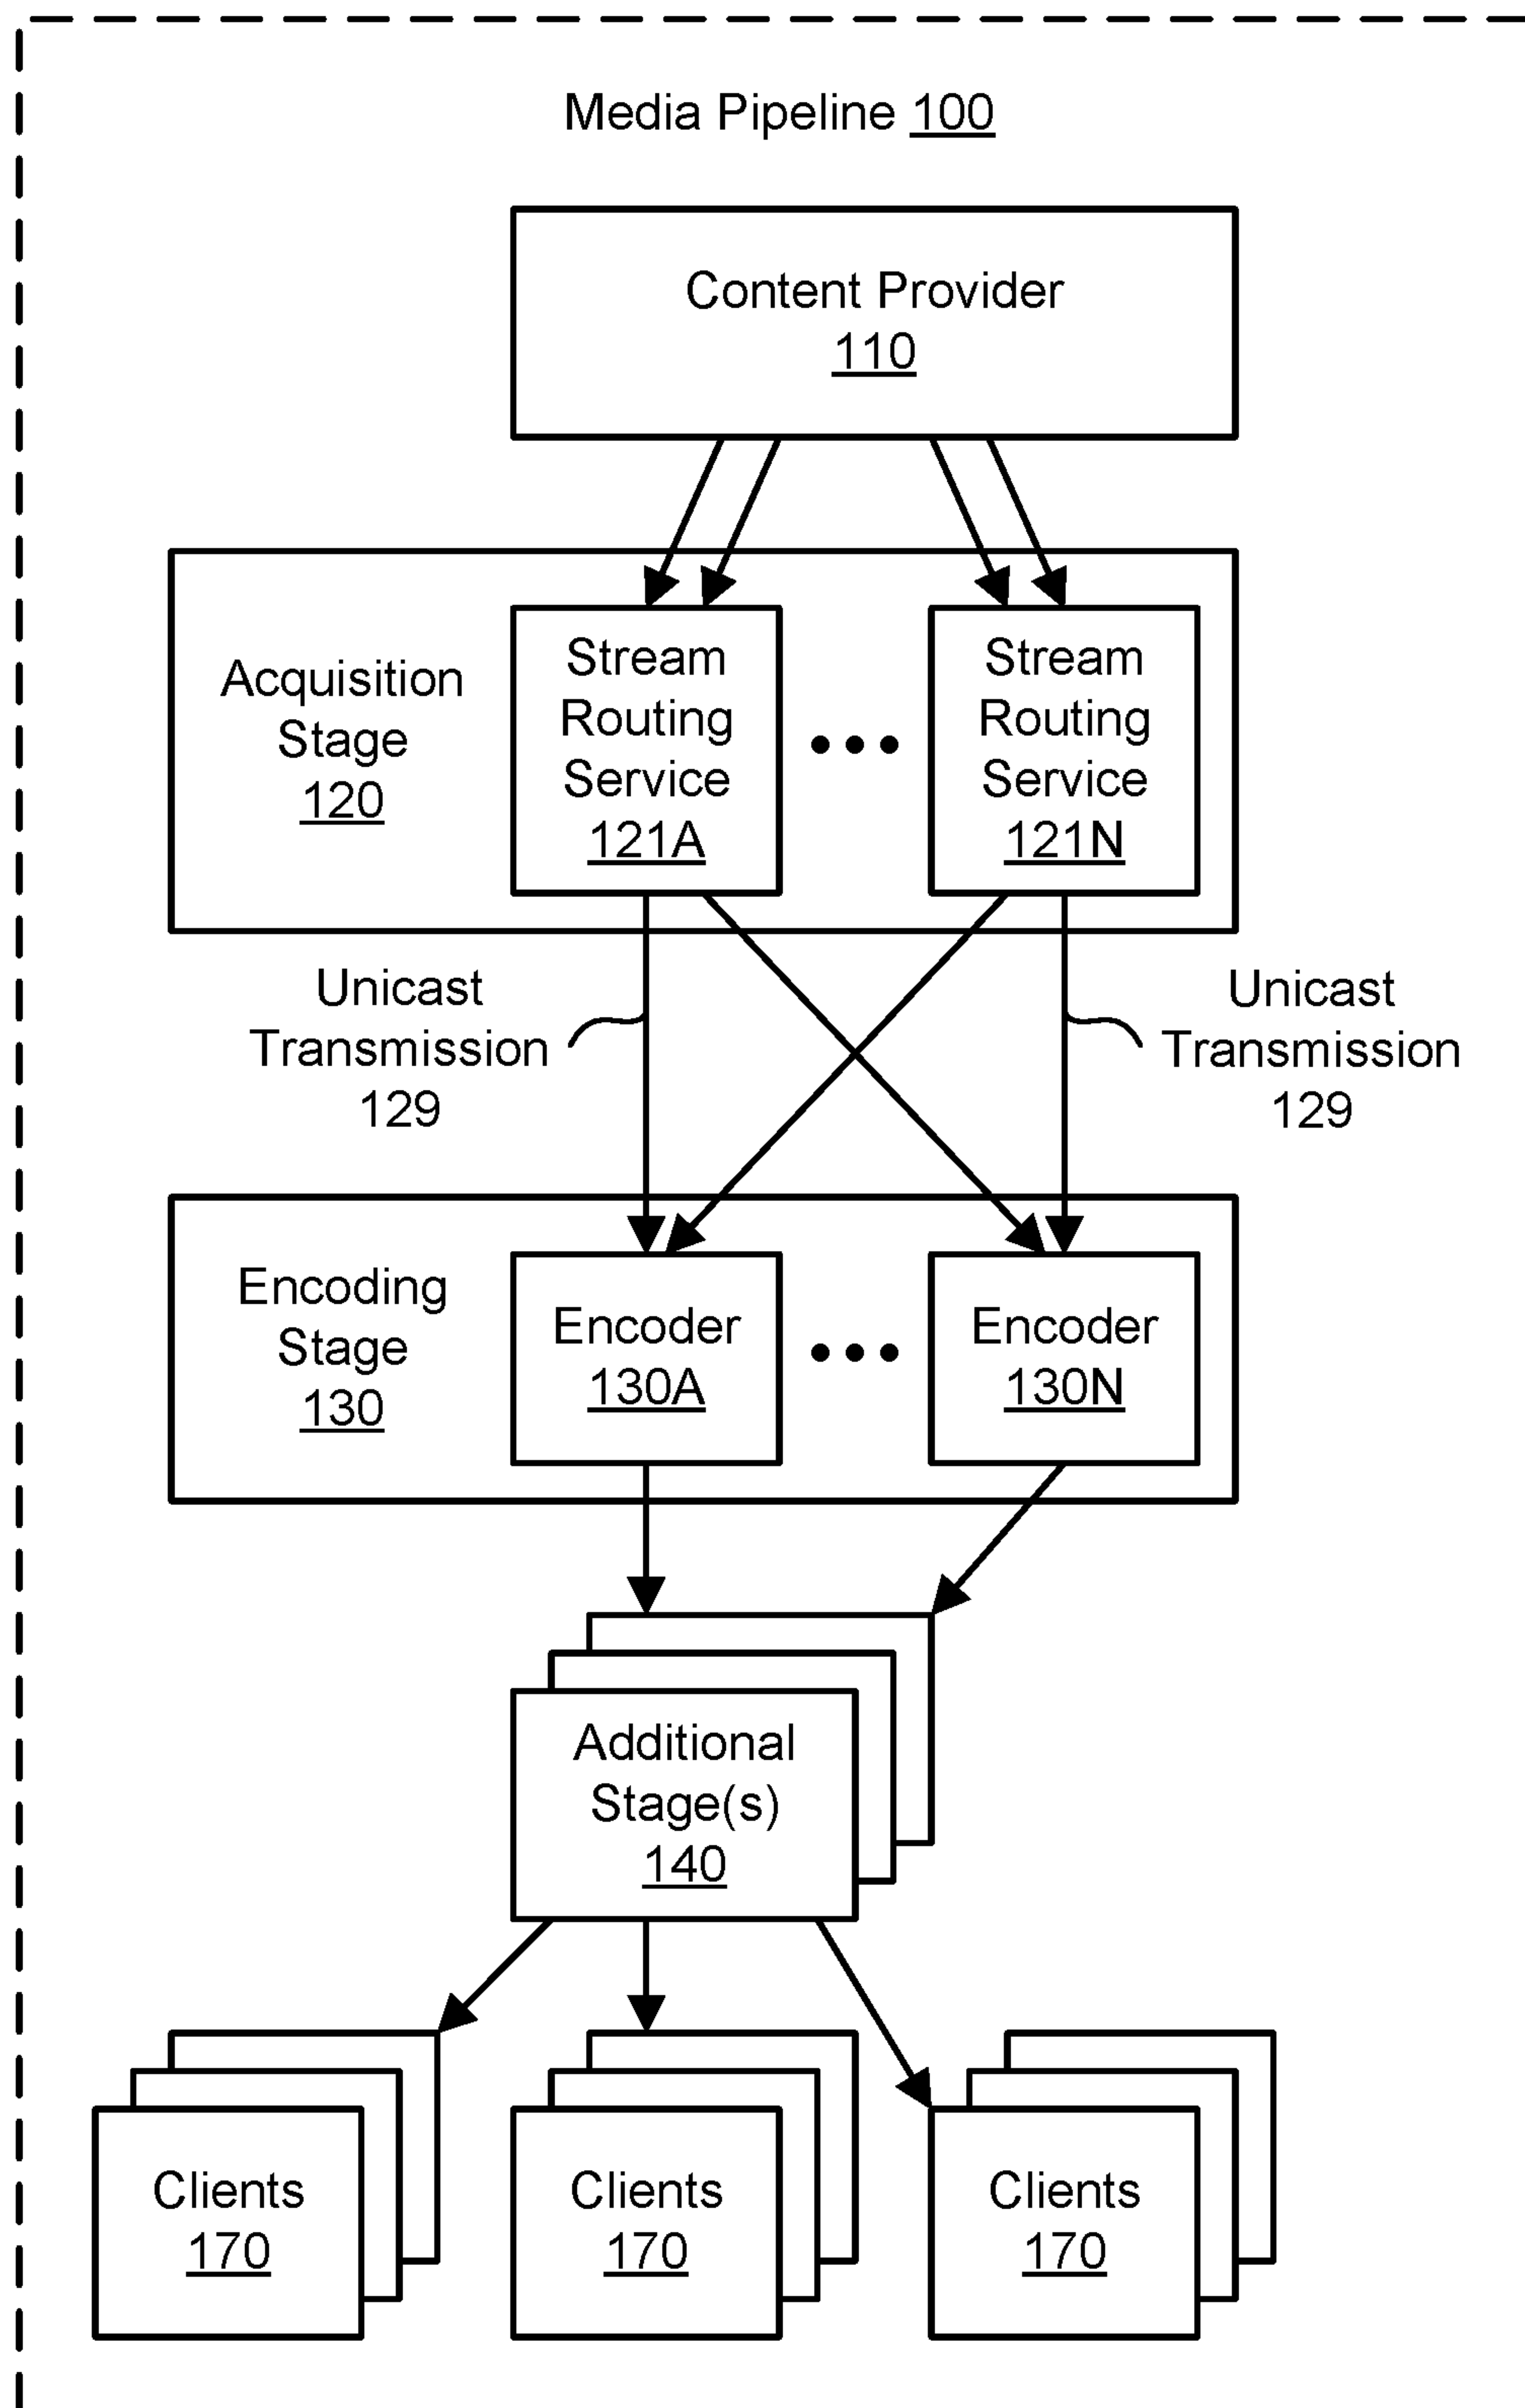 Media Pipeline 100
Content Provider
110
Acquisition
Stage
120
Stream
Routing
Service
121A
Stream
Routing
Service
121N
Unicast
Transmission
129
Unicast
Transmission
129
Encoding
Stage
130
Encoder
130A
Encoder
130N
Additional
Stage(s)
140
Clients
170
Clients
170
Clients
170